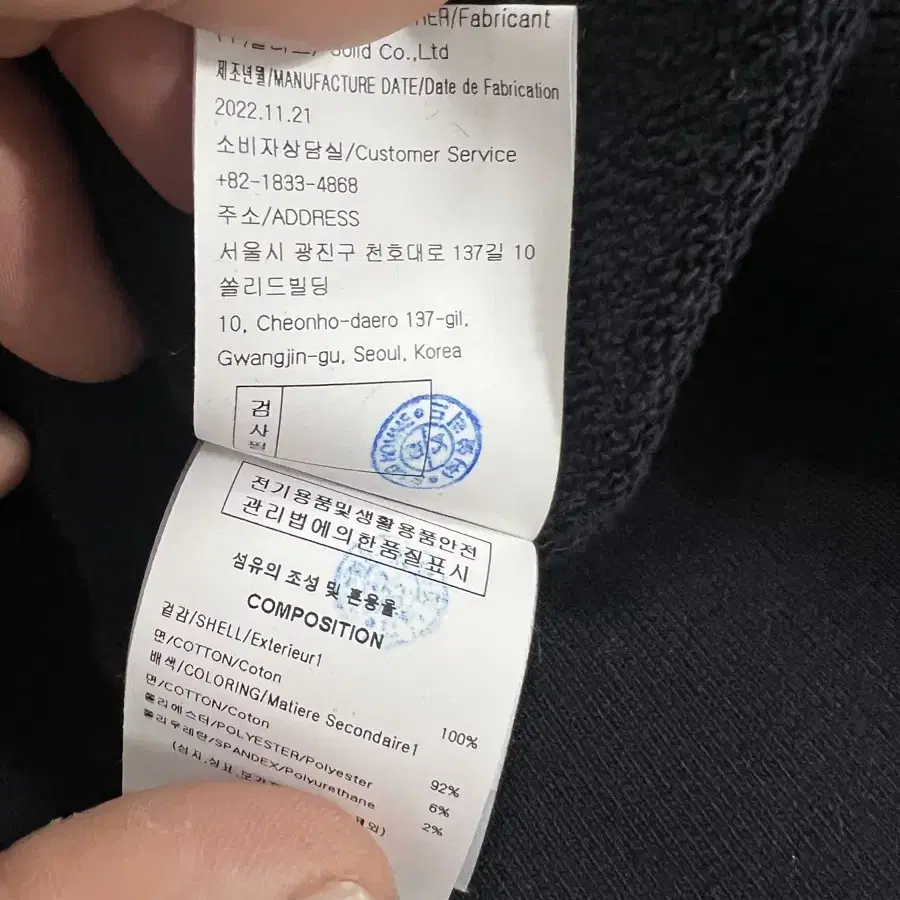 ER/Fabricant
Solid Co.,Ltd
제조년월/MANUFACTURE DATE/Date de Fabrication
2022.11.21
소비자상담실/Customer Service
+82-1833-4868
주소/ADDRESS
서울시 광진구 천호대로 137길 10
쏠리드빌딩
10, Cheonho-daero 137-gil,
Gwangjin-gu, Seoul, Korea
검
사
필
전기용품및생활용품안전
관리법에의한품질표시
섬유의 조성 및 혼용율
COMPOSITION
겉감/SHELL/Exterieur1
면/COTTON/Coton 100%
배색/COLORING/Matiere Secondaire1
면/COTTON/Coton 92%
폴리에스터/POLYESTER/Polyester 6%
폴리우레탄/SPANDEX/Polyurethane 2%
제외)